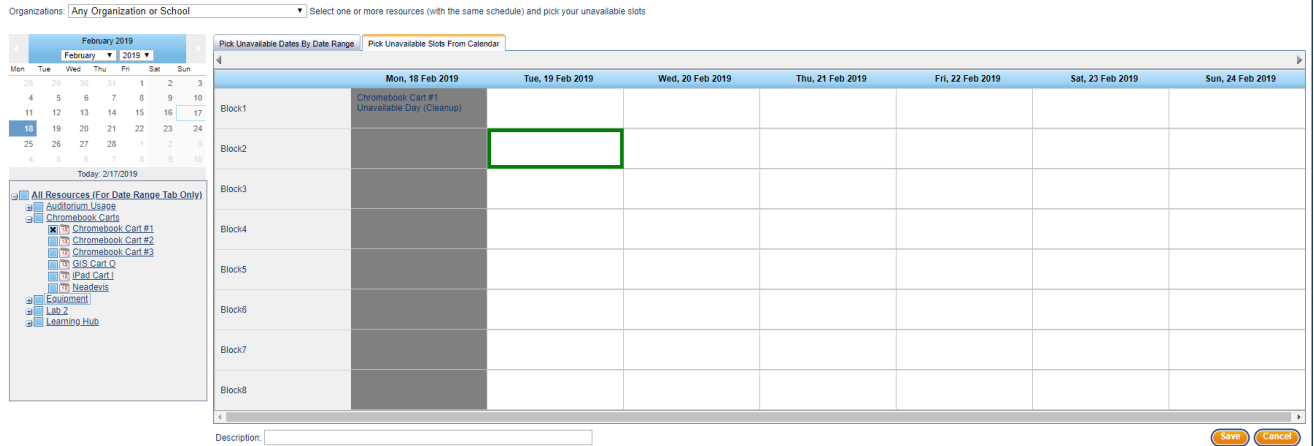 Organizations: Any Organization or School Select one or more resources (with the same schedule) and pick your unavailable slots
February 2019
February 2019
Mon Tue Wed Thu Fri Sat Sun
28 29 30 31 1 2 3
4 5 6 7 8 9 10
11 12 13 14 15 16 17
18 19 20 21 22 23 24
25 26 27 28 1 2 3
4 5 6 7 8 9 10
Today: 2/17/2019
All Resources (For Date Range Tab Only)
Auditorium Usage
Chromebook Carts
Chromebook Cart #1
Chromebook Cart #2
Chromebook Cart #3
GIS Cart O
iPad Cart I
Neadevis
Equipment
Lab 2
Learning Hub
Pick Unavailable Dates By Date Range Pick Unavailable Slots From Calendar
Mon, 18 Feb 2019 Tue, 19 Feb 2019 Wed, 20 Feb 2019 Thu, 21 Feb 2019 Fri, 22 Feb 2019 Sat, 23 Feb 2019 Sun, 24 Feb 2019
Block1
Chromebook Cart #1
Unavailable Day (Cleanup)
Block2
Block3
Block4
Block5
Block6
Block7
Block8
Description:
Save Cancel